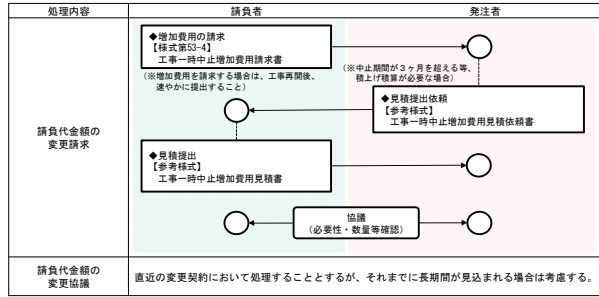 処理内容
請負者
発注者
請負代金額の
変更請求
◆増加費用の請求
【様式第53-4】
工事一時中止増加費用請求書
(※増加費用を請求する場合は、工事再開後、
速やかに提出すること)
(※中止期間が３ヶ月を超える等、
積上げ積算が必要な場合)
◆見積提出依頼
【参考様式】
工事一時中止増加費用見積依頼書
◆見積提出
【参考様式】
工事一時中止増加費用見積書
協議
(必要性・数量等確認)
請負代金額の
変更協議
直近の変更契約において処理することとするが、それまでに長期間が見込まれる場合は考慮する。